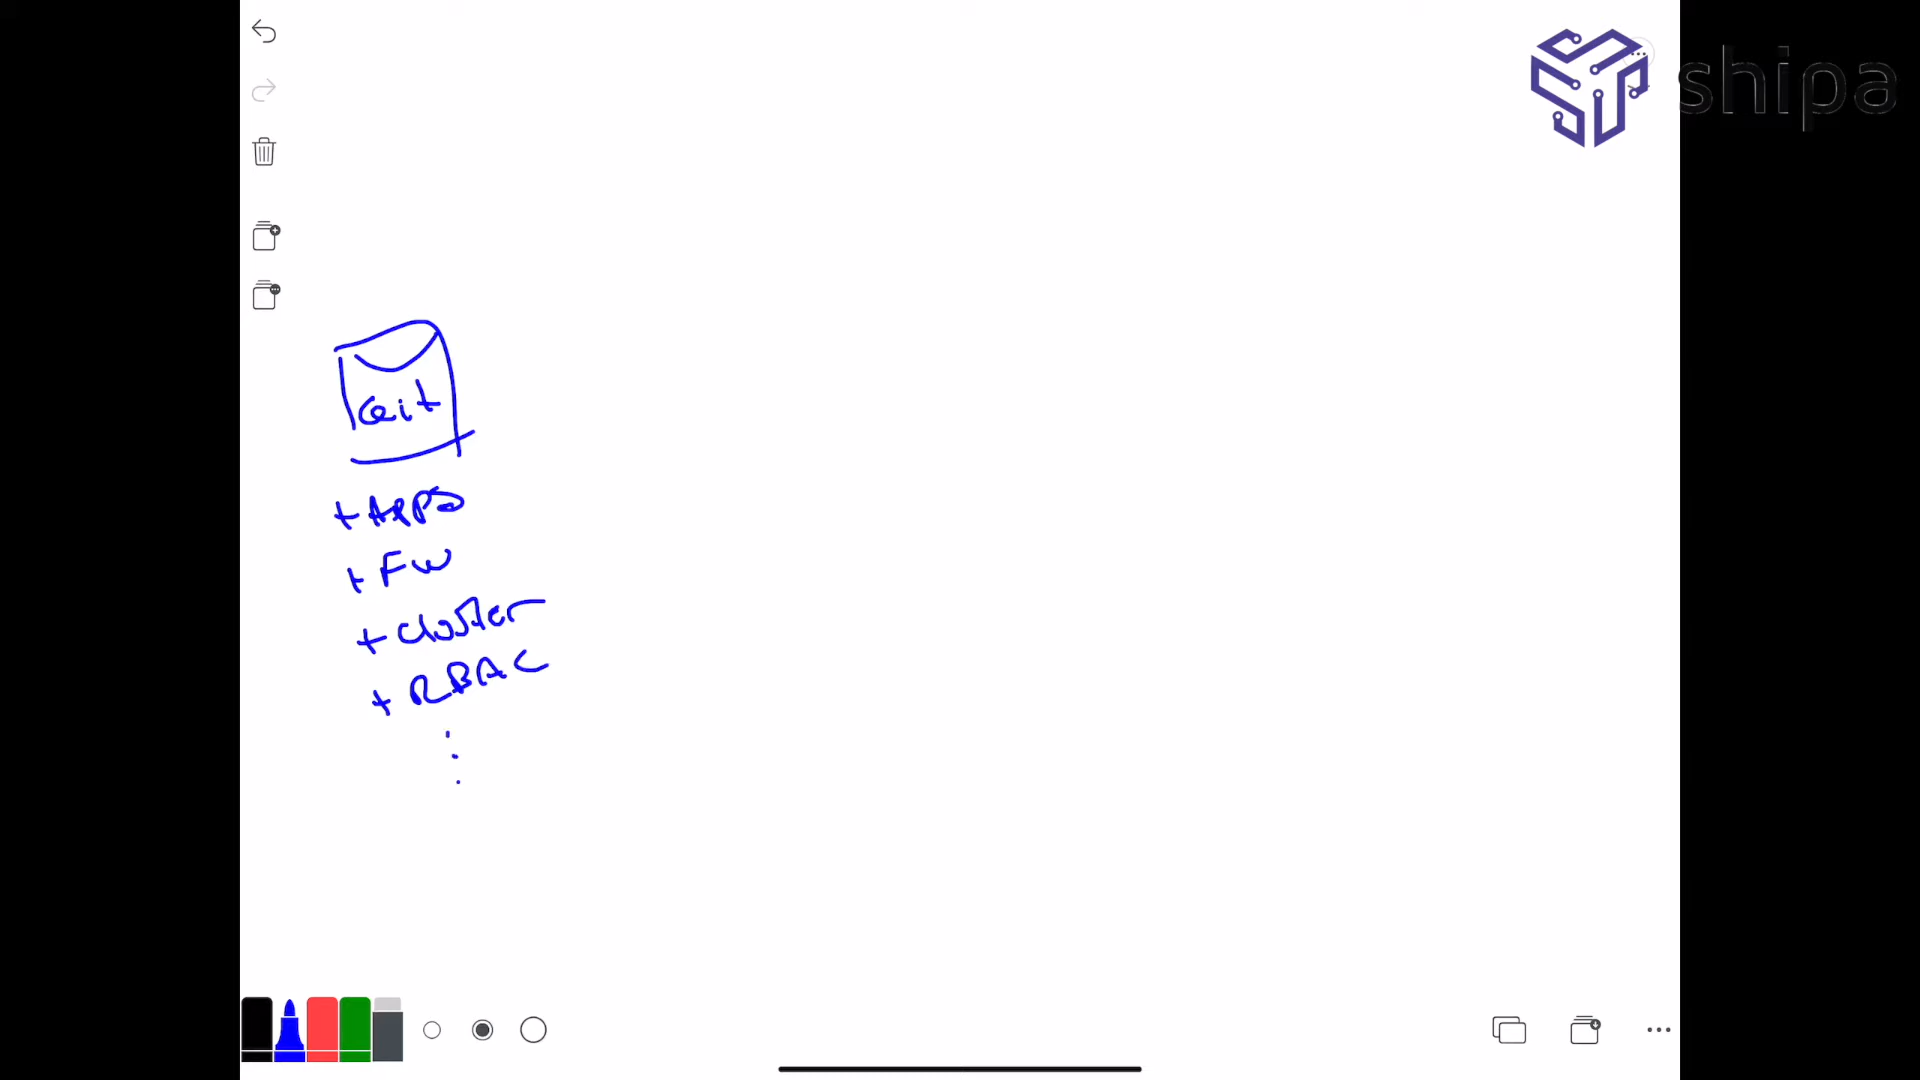 shipa
Git
+ Apps
+ FW
+ cluster
+ RBAC